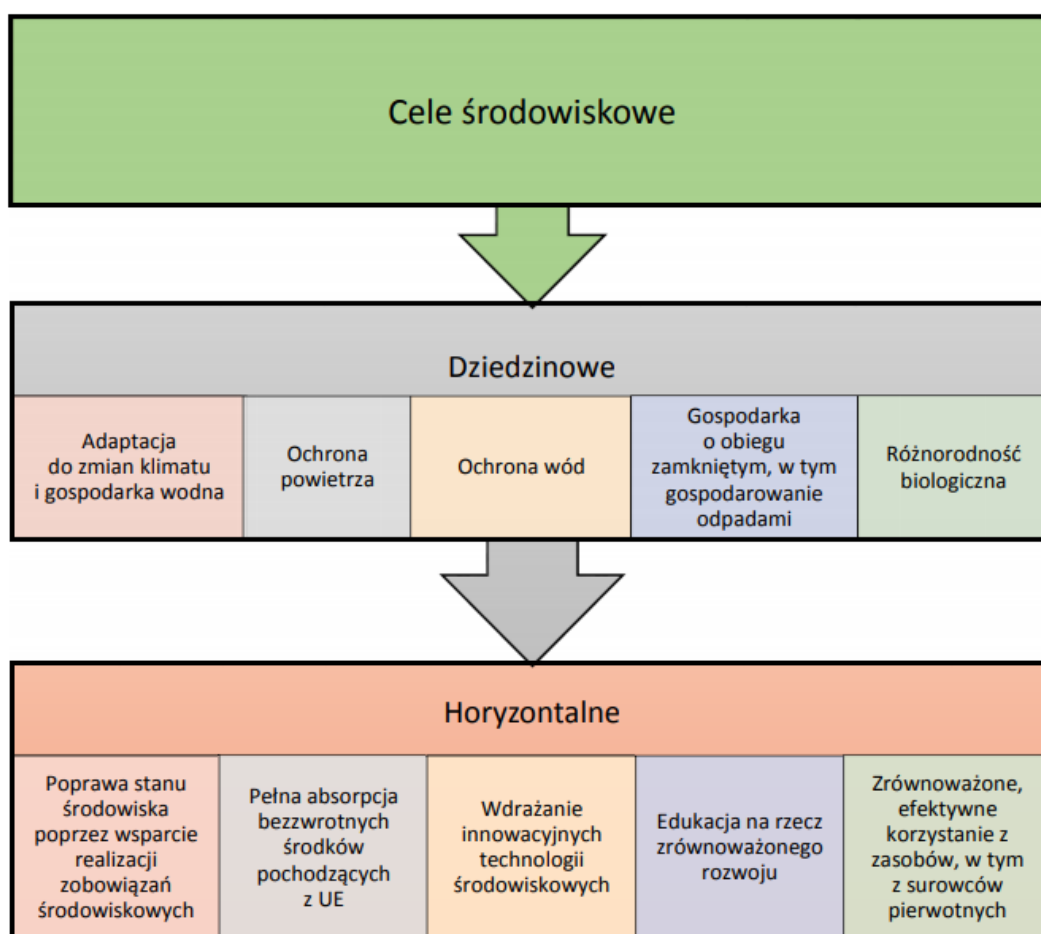 Cele środowiskowe
Dziedzinowe
Adaptacja
do zmian klimatu
i gospodarka wodna
Ochrona
powietrza
Ochrona wód
Gospodarka
o obiegu
zamkniętym, w tym
gospodarowanie
odpadami
Różnorodność
biologiczna
Horyzontalne
Poprawa stanu
środowiska
poprzez wsparcie
realizacji
zobowiązań
środowiskowych
Pełna absorpcja
bezzwrotnych
środków
pochodzących
z UE
Wdrażanie
innowacyjnych
technologii
środowiskowych
Edukacja na rzecz
zrównoważonego
rozwoju
Zrównoważone,
efektywne
korzystanie z
zasobów, w tym
z surowców
pierwotnych